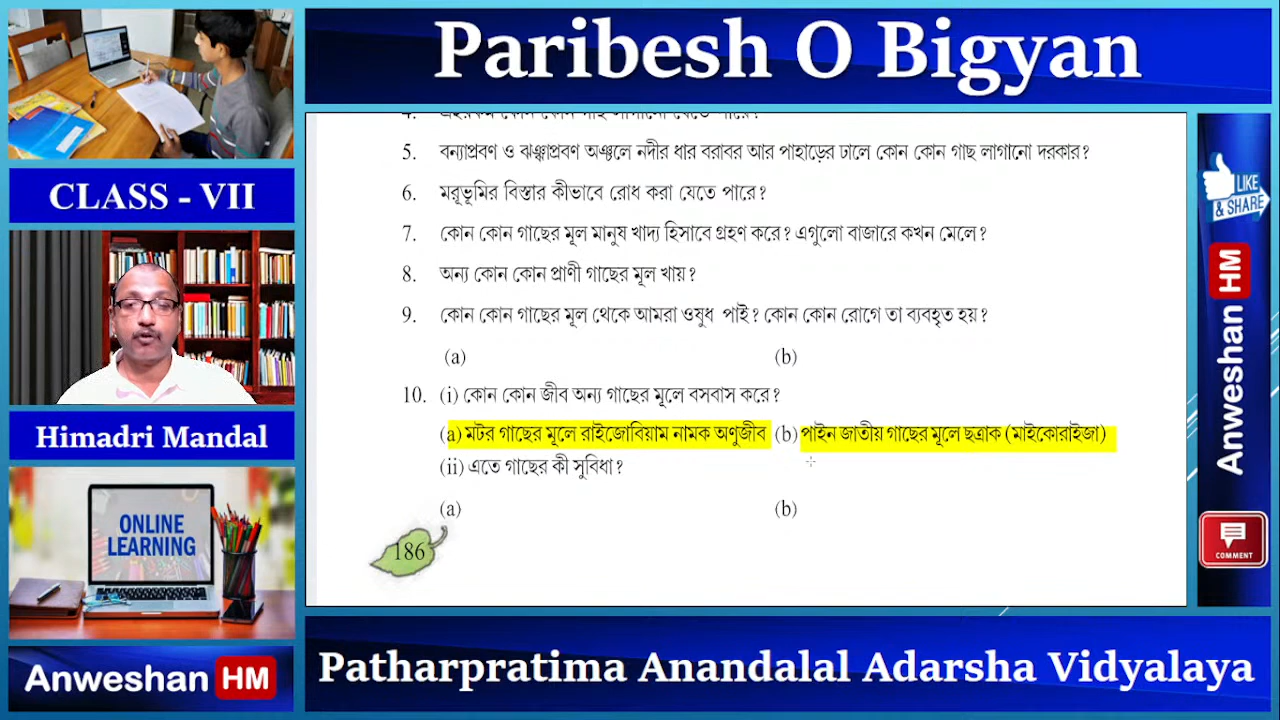 Paribesh O Bigyan
CLASS - VII
Himadri Mandal
ONLINE
LEARNING
Anweshan HM
5. বন্যাপ্রবণ ও ঝঞ্ঝাপ্রবণ অঞ্চলে নদীর ধার বরাবর আর পাহাড়ের ঢালে কোন কোন গাছ লাগানো দরকার?
6. মরুভূমির বিস্তার কীভাবে রোধ করা যেতে পারে?
7. কোন কোন গাছের মূল মানুষ খাদ্য হিসাবে গ্রহণ করে? এগুলো বাজারে কখন মেলে?
8. অন্য কোন কোন প্রাণী গাছের মূল খায়?
9. কোন কোন গাছের মূল থেকে আমরা ওষুধ পাই? কোন কোন রোগে তা ব্যবহৃত হয়?
(a) (b)
10. (i) কোন কোন জীব অন্য গাছের মূলে বসবাস করে?
(a) মটর গাছের মূলে রাইজোবিয়াম নামক অণুজীব (b) পাইন জাতীয় গাছের মূলে ছত্রাক (মাইকোরাইজা)
(ii) এতে গাছের কী সুবিধা?
(a) (b)
186
LIKE
& SHARE
Anweshan HM
COMMENT
Patharpratima Anandalal Adarsha Vidyalaya